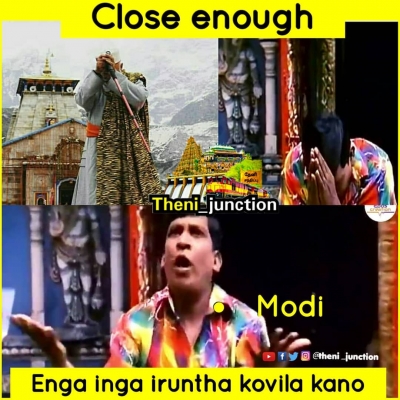 Close enough
Theni_junction
Modi
@theni_junction
Enga inga iruntha kovila kano